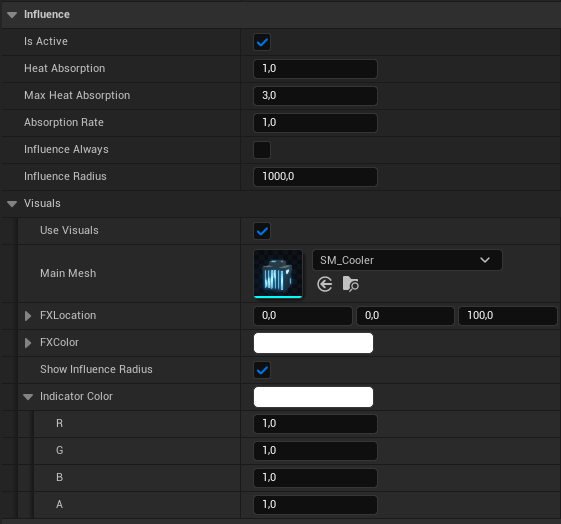 Influence
Is Active
Heat Absorption 1,0
Max Heat Absorption 3,0
Absorption Rate 1,0
Influence Always
Influence Radius 1000,0
Visuals
Use Visuals
Main Mesh SM_Cooler
FXLocation 0,0 0,0 100,0
FXColor
Show Influence Radius
Indicator Color
R 1,0
G 1,0
B 1,0
A 1,0